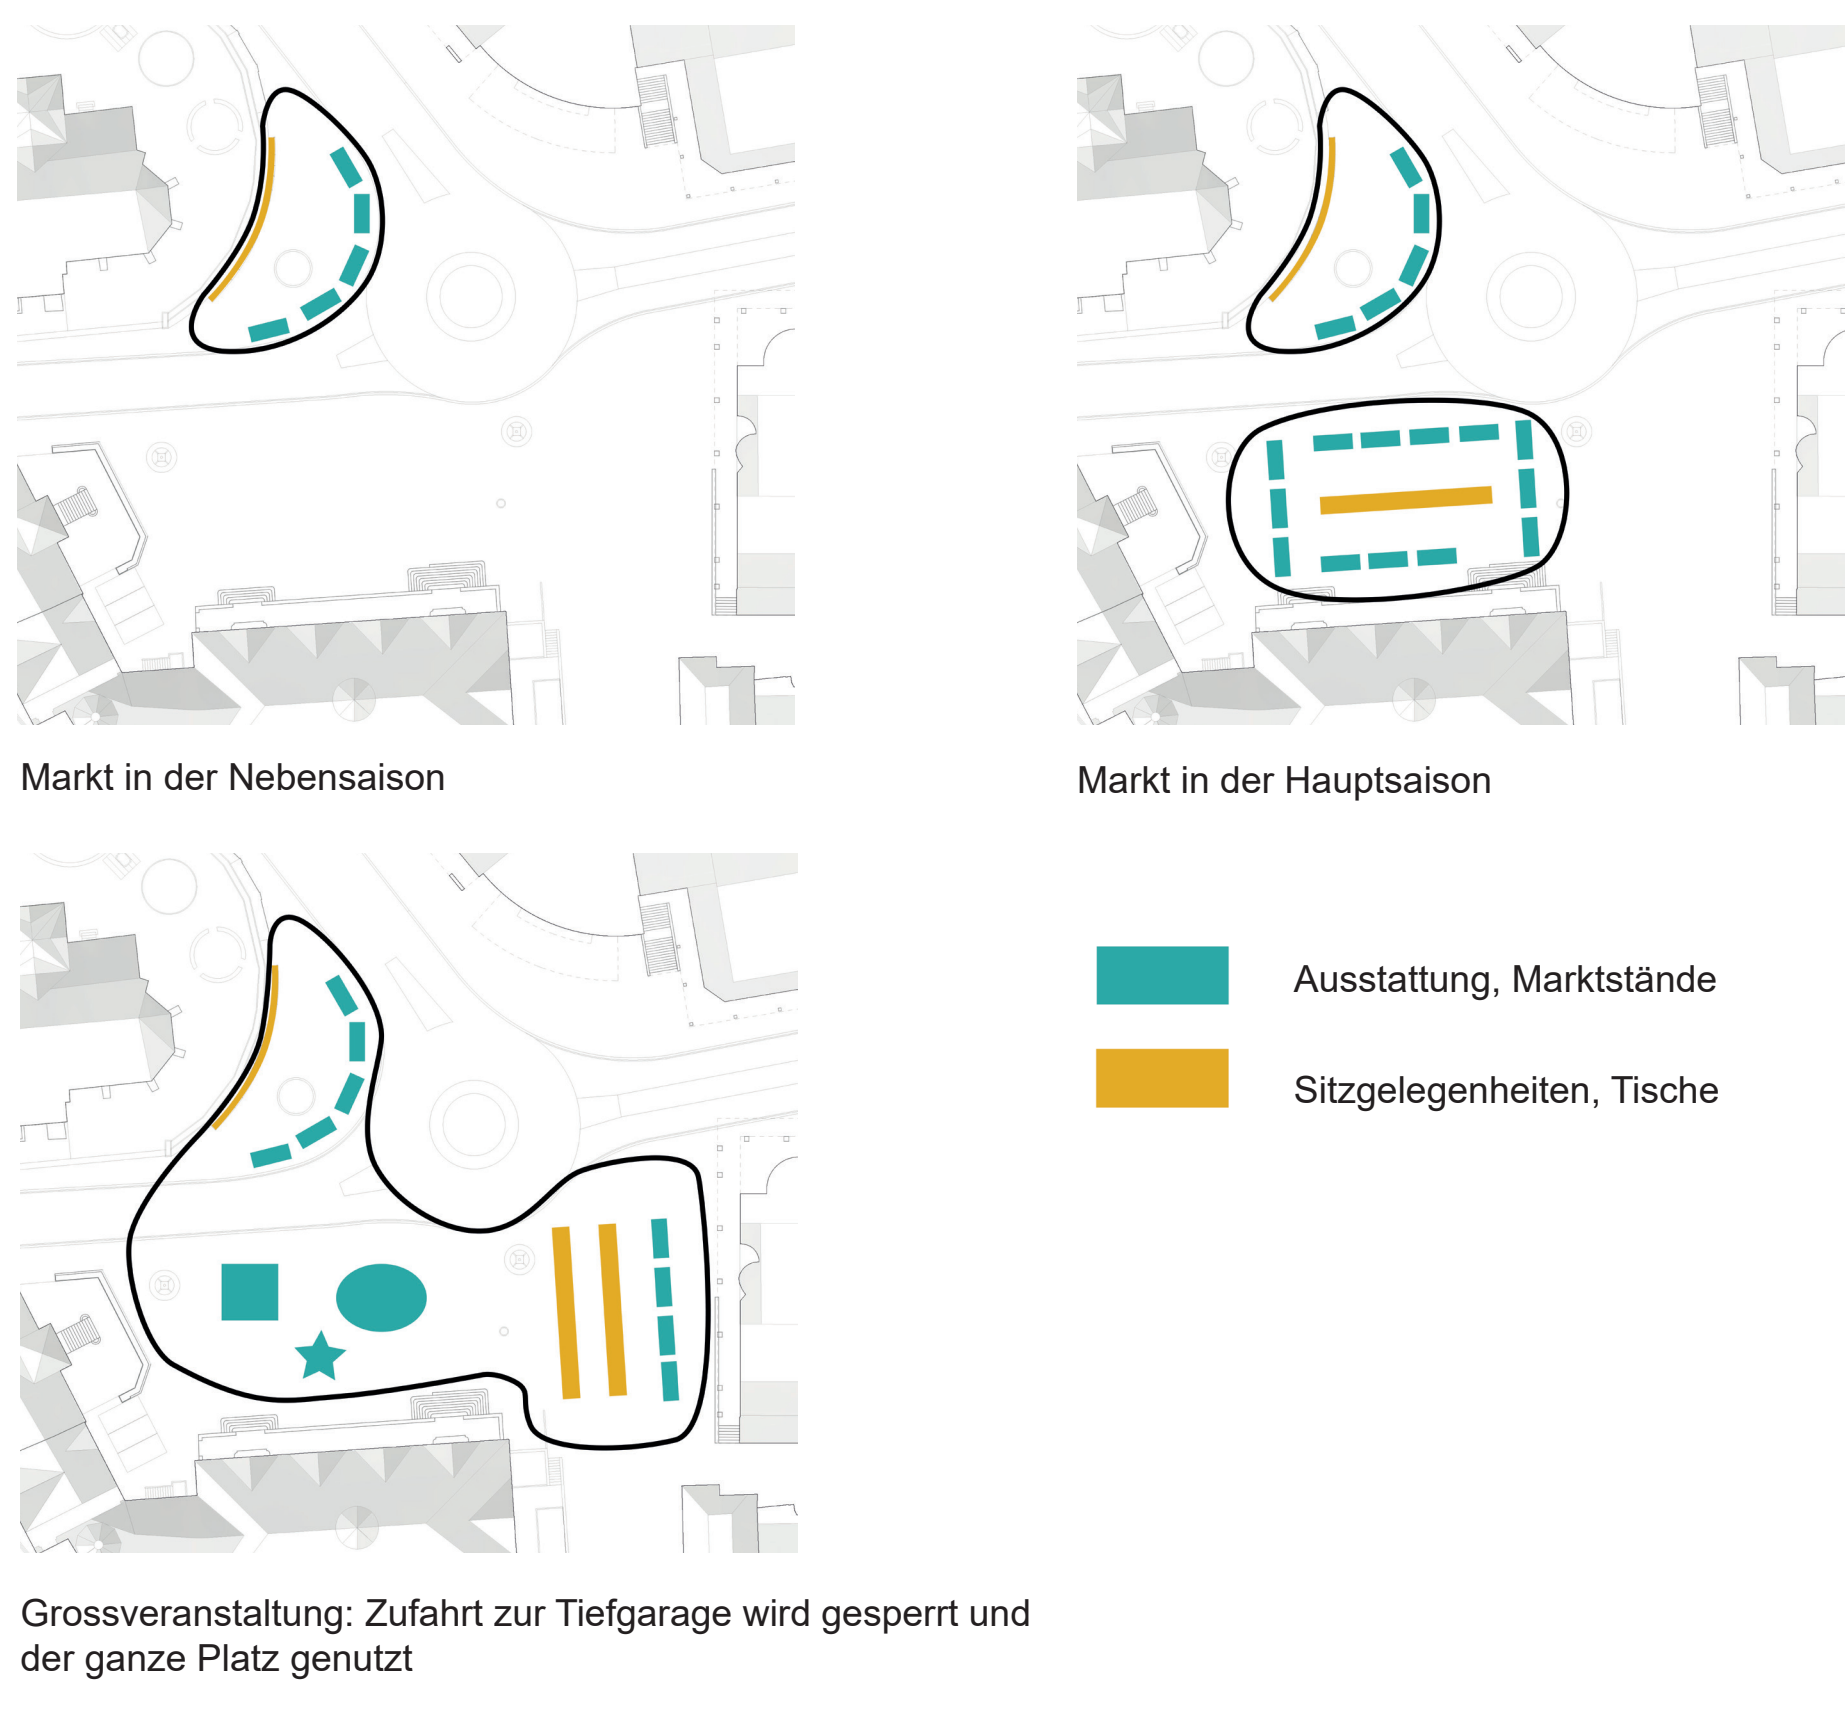 Markt in der Nebensaison
Markt in der Hauptsaison
Ausstattung, Marktstände
Sitzgelegenheiten, Tische
Grossveranstaltung: Zufahrt zur Tiefgarage wird gesperrt und
der ganze Platz genutzt